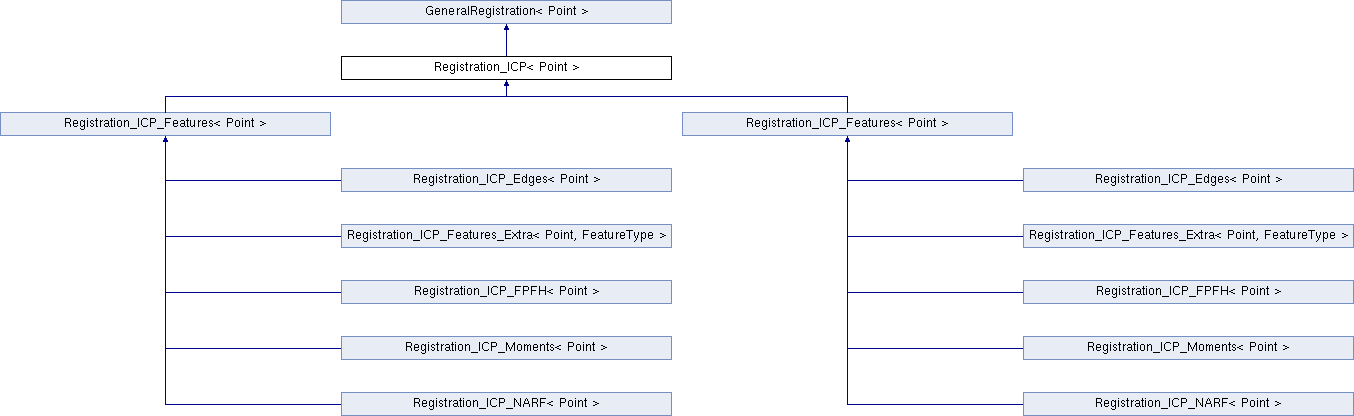 GeneralRegistration< Point >
Registration_ICP< Point >
Registration_ICP_Features< Point >
Registration_ICP_Features< Point >
Registration_ICP_Edges< Point >
Registration_ICP_Edges< Point >
Registration_ICP_Features_Extra< Point, FeatureType >
Registration_ICP_Features_Extra< Point, FeatureType >
Registration_ICP_FPFH< Point >
Registration_ICP_FPFH< Point >
Registration_ICP_Moments< Point >
Registration_ICP_Moments< Point >
Registration_ICP_NARF< Point >
Registration_ICP_NARF< Point >